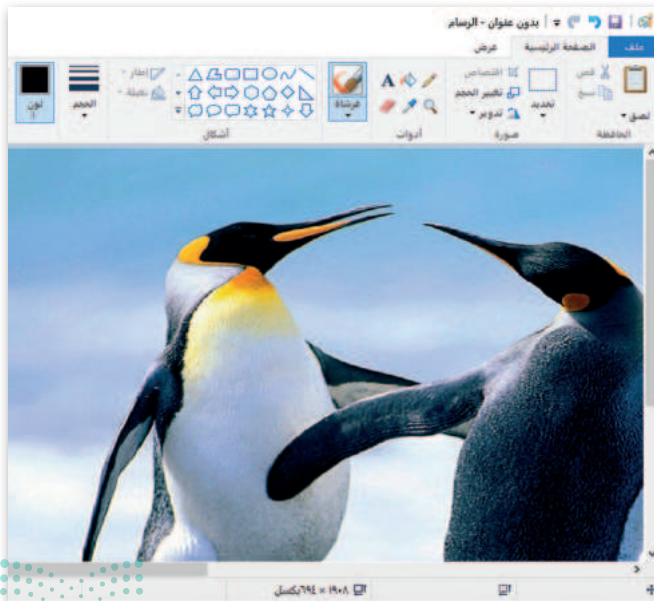 بدون عنوان - الرسام
ملف الصفحة الرئيسية عرض
لصق
قص
نسخ
الحافظة
تحديد
اقتصاص
تغيير الحجم
تدوير
صورة
A
أدوات
فرشاة
أشكال
إطار
تعبئة
الحجم
لون
١
١٩٠٨ × ٦٩٤بكسل